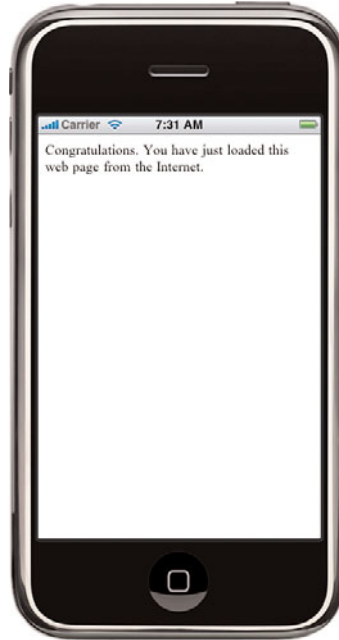 Carrier 7:31 AM
Congratulations. You have just loaded this
web page from the Internet.